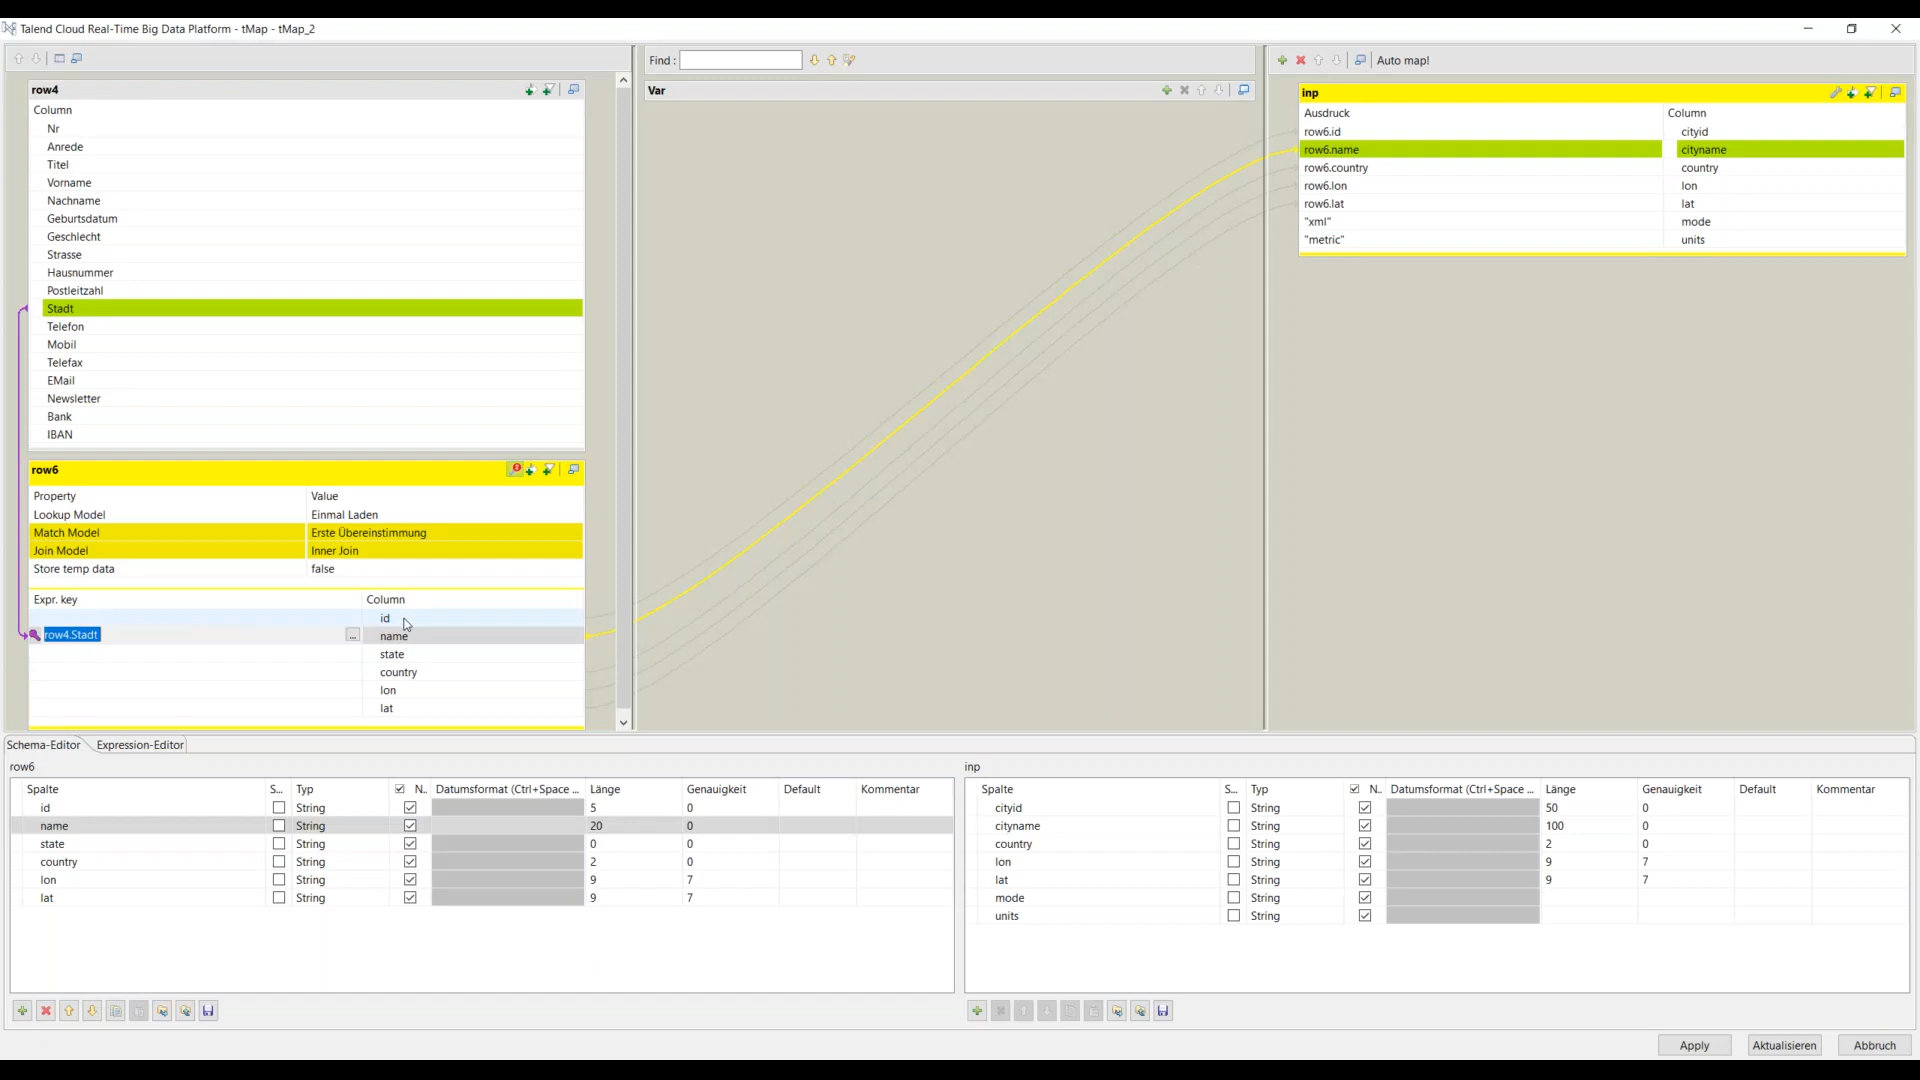 Talend Cloud Real-Time Big Data Platform - tMap - tMap_2
row4
Column
Nr
Anrede
Titel
Vorname
Nachname
Geburtsdatum
Geschlecht
Strasse
Hausnummer
Postleitzahl
Stadt
Telefon
Mobil
Telefax
EMail
Newsletter
Bank
IBAN
row6
Property Value
Lookup Model Einmal Laden
Match Model Erste Übereinstimmung
Join Model Inner Join
Store temp data false
Expr. key Column
id
row4.Stadt ... name
state
country
lon
lat
Find :
Var
Auto map!
inp
Ausdruck Column
row6.id cityid
row6.name cityname
row6.country country
row6.lon lon
row6.lat lat
"xml" mode
"metric" units
Schema-Editor Expression-Editor
row6
Spalte S... Typ N.. Datumsformat (Ctrl+Space ... Länge Genauigkeit Default Kommentar
id String 5 0
name String 20 0
state String 0 0
country String 2 0
lon String 9 7
lat String 9 7
inp
Spalte S... Typ N.. Datumsformat (Ctrl+Space ... Länge Genauigkeit Default Kommentar
cityid String 50 0
cityname String 100 0
country String 2 0
lon String 9 7
lat String 9 7
mode String
units String
Apply Aktualisieren Abbruch